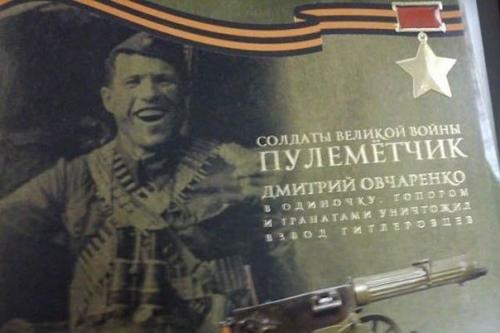 СОЛДАТЫ ВЕЛИКОЙ ВОЙНЫ
ПУЛЕМЁТЧИК
ДМИТРИЙ ОВЧАРЕНКО
В ОДИНОЧКУ, ТОПОРОМ
И ГРАНАТАМИ УНИЧТОЖИЛ
ВЗВОД ГИТЛЕРОВЦЕВ